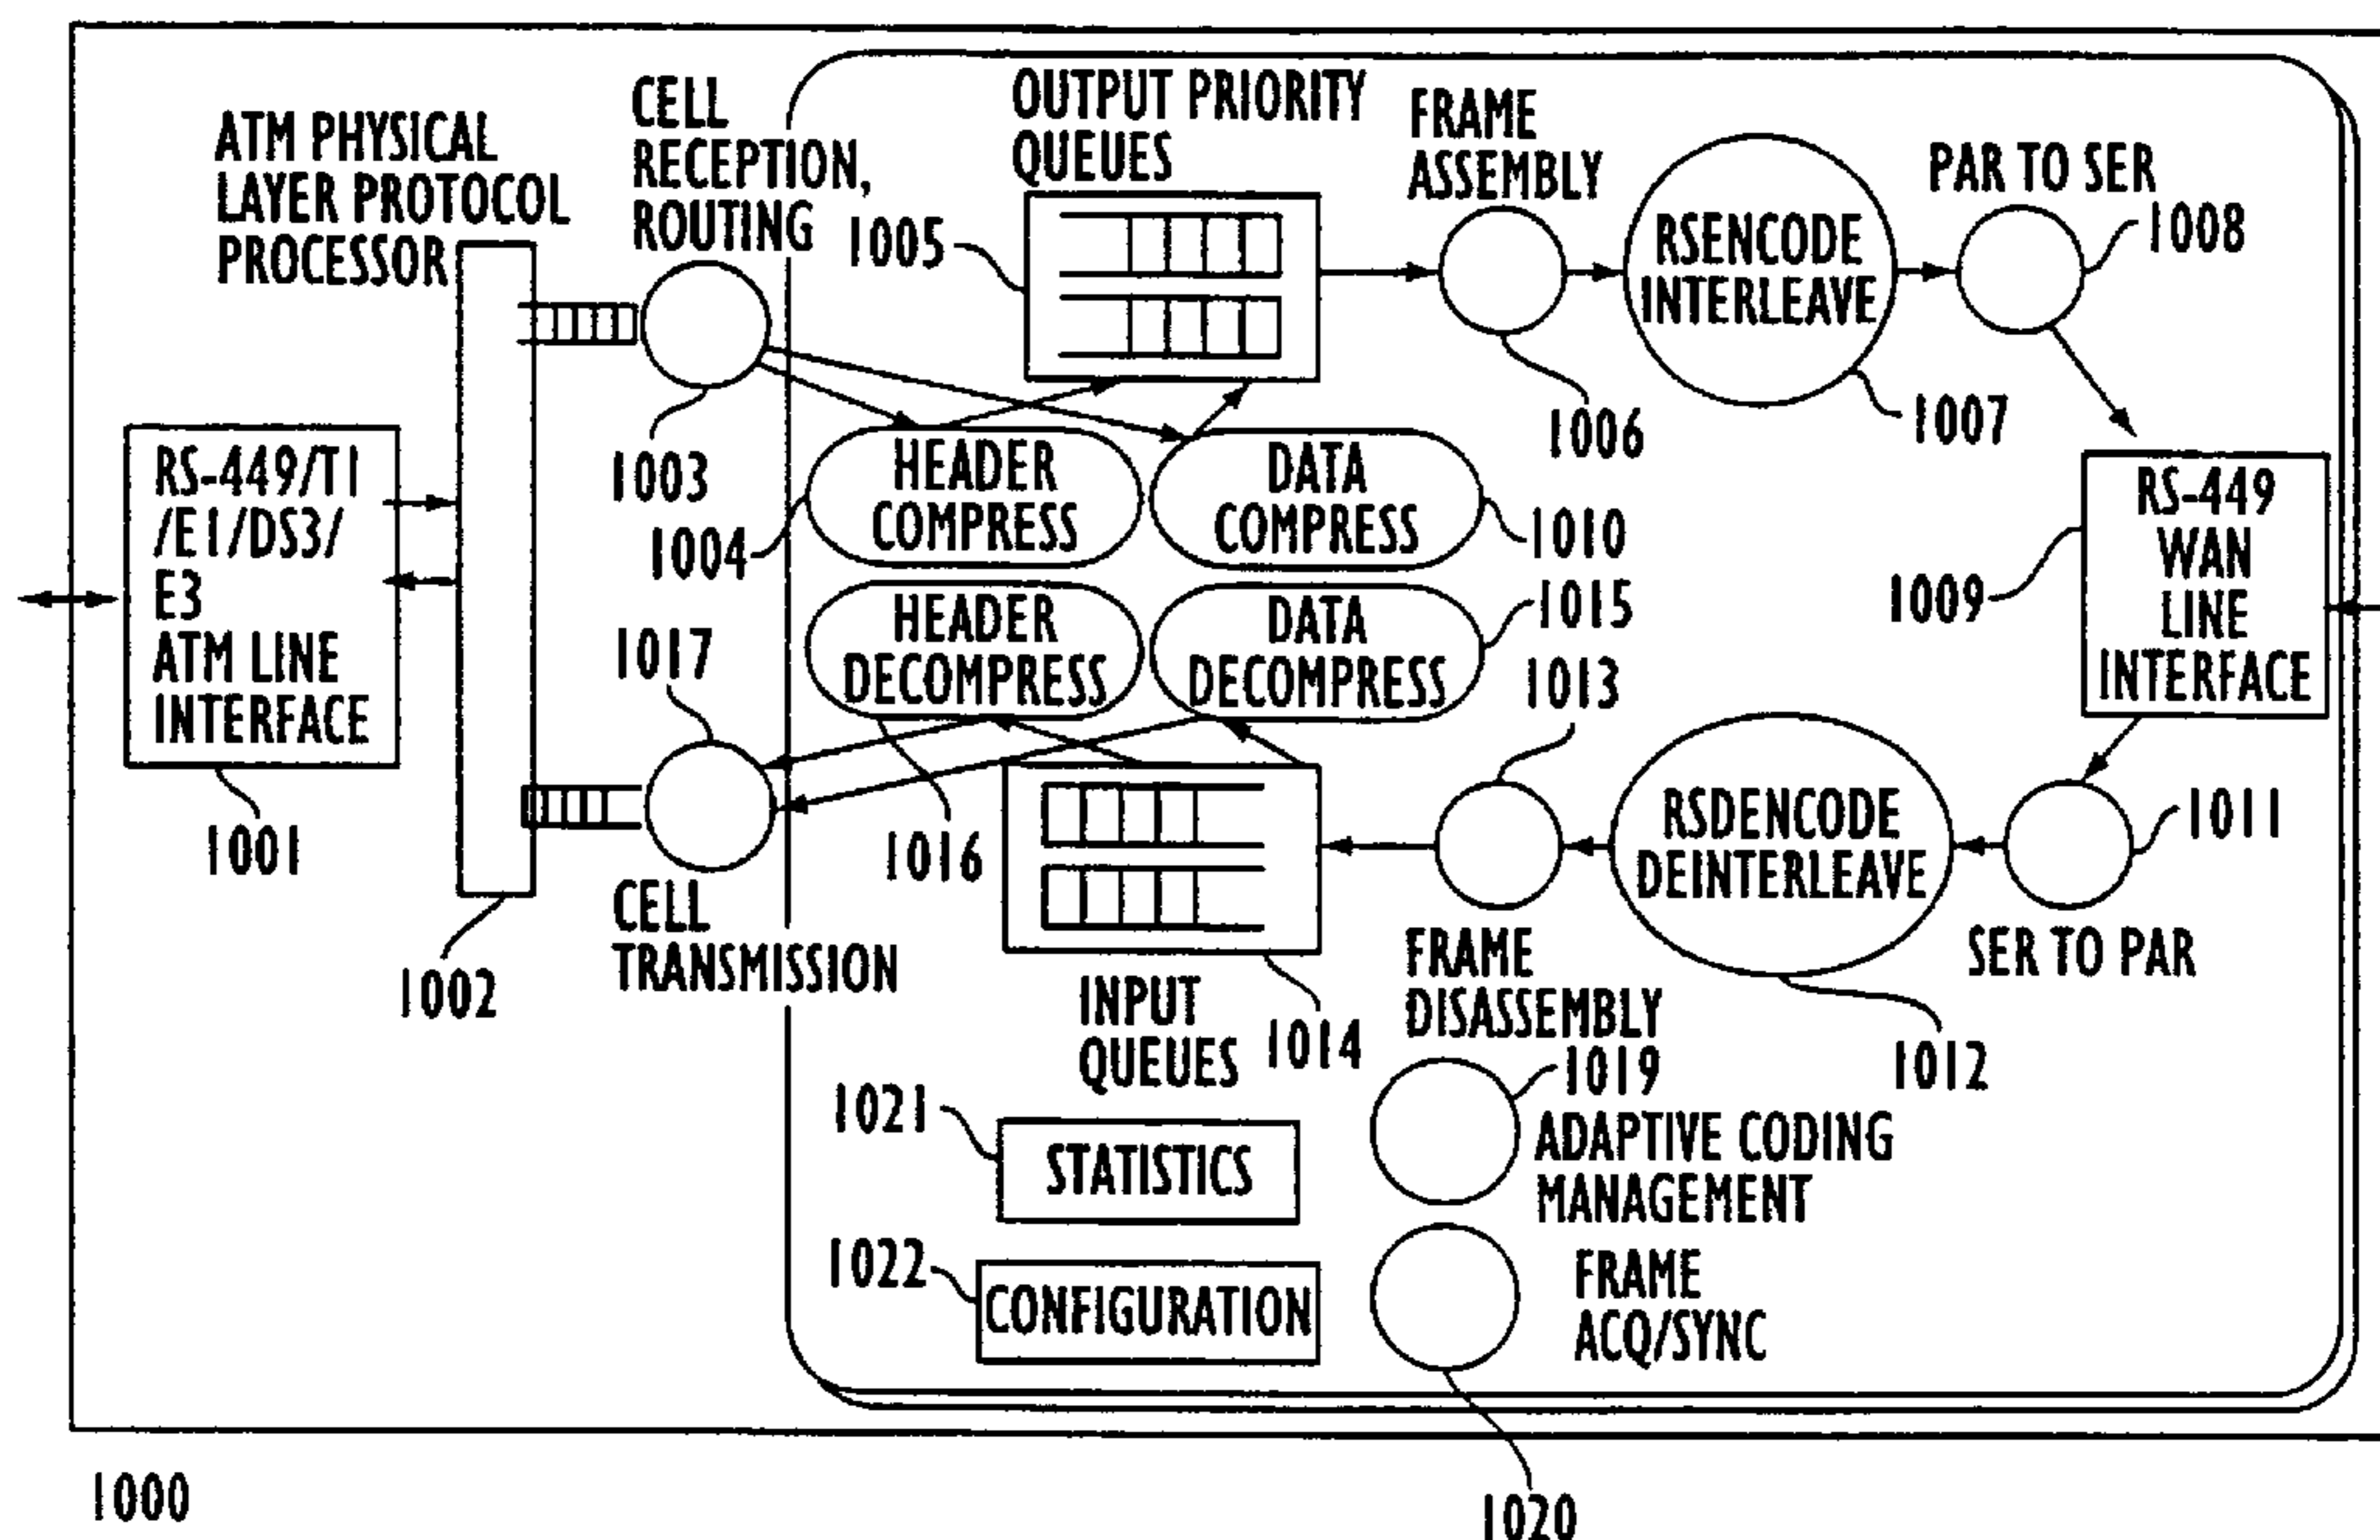 ATM PHYSICAL
LAYER PROTOCOL
PROCESSOR
CELL
RECEPTION,
ROUTING
1005
OUTPUT PRIORITY
QUEUES
FRAME
ASSEMBLY
RSENCODE
INTERLEAVE
PAR TO SER
1008
1003
1006
1007
RS-449/T1
/E1/DS3/
E3
ATM LINE
INTERFACE
1001
1002
HEADER
COMPRESS
1004
DATA
COMPRESS
1010
HEADER
DECOMPRESS
DATA
DECOMPRESS
1015
1009
RS-449
WAN
LINE
INTERFACE
1017
1013
1016
CELL
TRANSMISSION
INPUT
QUEUES
1014
FRAME
DISASSEMBLY
RSDENCODE
DEINTERLEAVE
1012
1011
SER TO PAR
1021
STATISTICS
1019
ADAPTIVE CODING
MANAGEMENT
1022
CONFIGURATION
FRAME
ACQ/SYNC
1020
1000